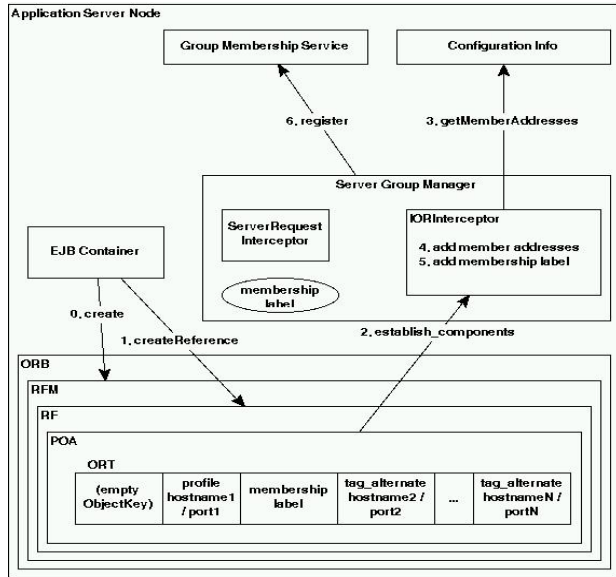 Application Server Node
Group Membership Service
Configuration Info
6. register
3. getMemberAddresses
Server Group Manager
ServerRequest
Interceptor
IORInterceptor
EJB Container
4. add member addresses
5. add membership label
membership
label
0. create
1. createReference
2. establish_components
ORB
RFM
RF
POA
ORT
(empty
ObjectKey)
profile
hostname1
/ port1
membership
label
tag_alternate
hostname2 /
port2
...
tag_alternate
hostnameN /
portN